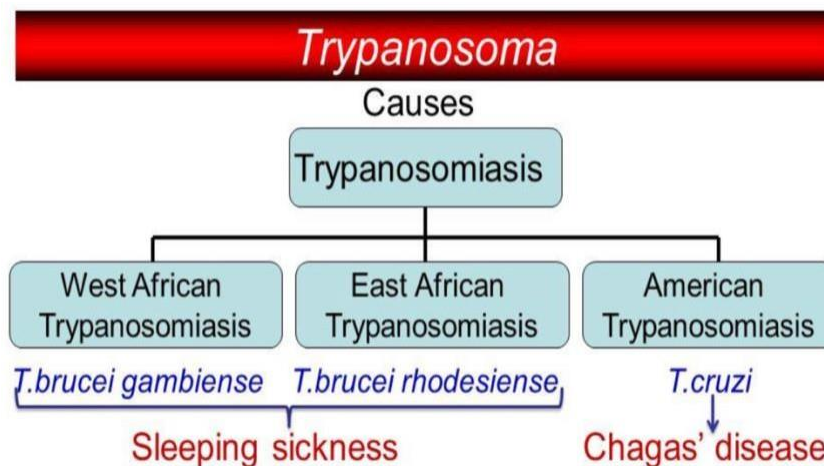 Trypanosoma
Causes
Trypanosomiasis
West African
Trypanosomiasis
East African
Trypanosomiasis
American
Trypanosomiasis
T.brucei gambiense
T.brucei rhodesiense
T.cruzi
Sleeping sickness
Chagas’ disease